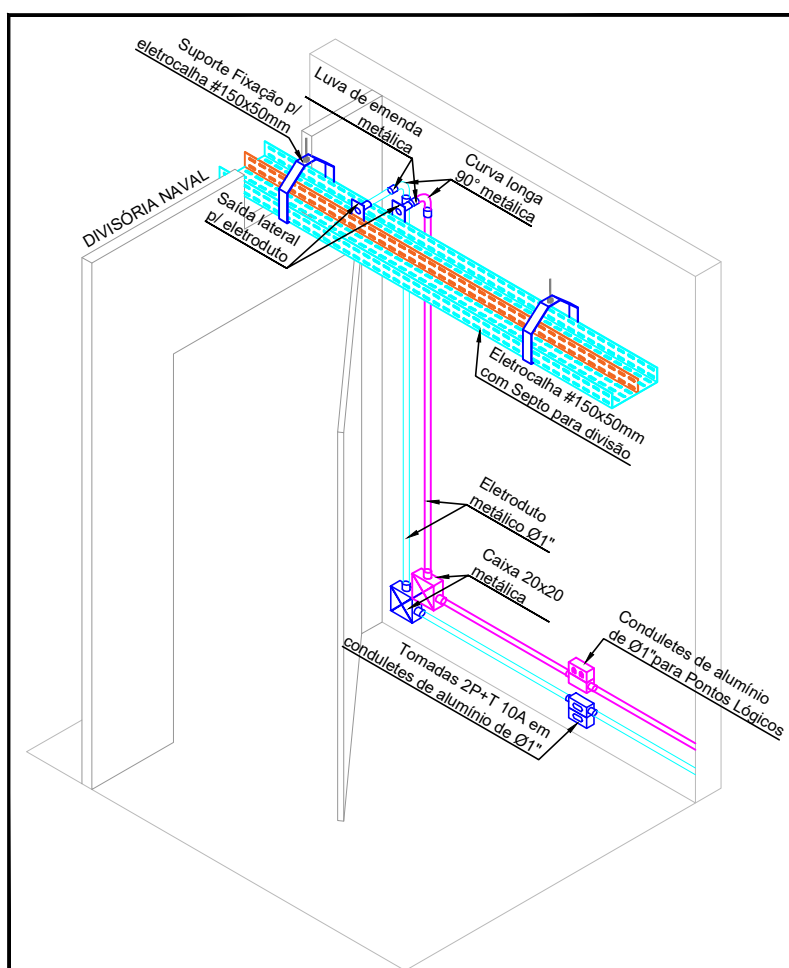 Suporte Fixação p/
eletrocalha #150x50mm
Luva de emenda
metálica
Curva longa
90° metálica
DIVISÓRIA NAVAL
Saída lateral
p/ eletroduto
Eletrocalha #150x50mm
com Septo para divisão
Eletroduto
metálico Ø1"
Caixa 20x20
metálica
Conduletes de alumínio
de Ø1"para Pontos Lógicos
Tomadas 2P+T 10A em
conduletes de alumínio de Ø1"